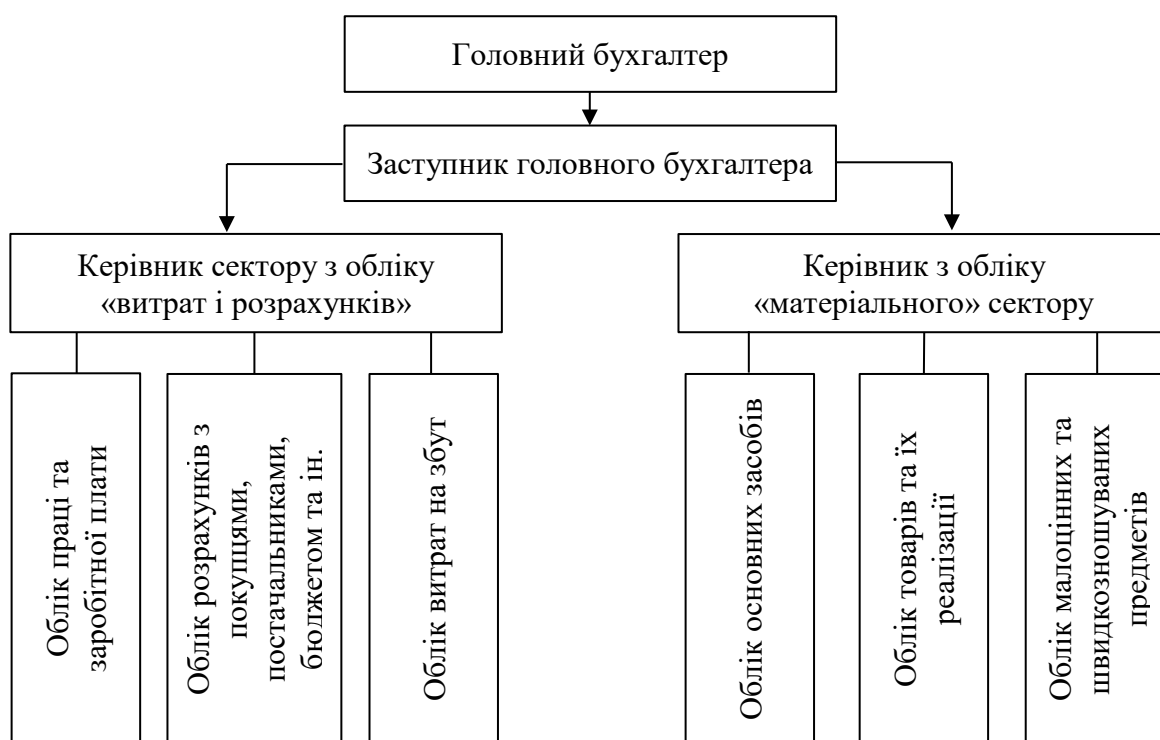 Головний бухгалтер
Заступник головного бухгалтера
Керівник сектору з обліку
«витрат і розрахунків»
Керівник з обліку
«матеріального» сектору
Облік праці та
заробітної плати
Облік розрахунків з
покупцями,
постачальниками,
бюджетом та ін.
Облік витрат на збут
Облік основних засобів
Облік товарів та їх
реалізації
Облік малоцінних та
швидкозношуваних
предметів